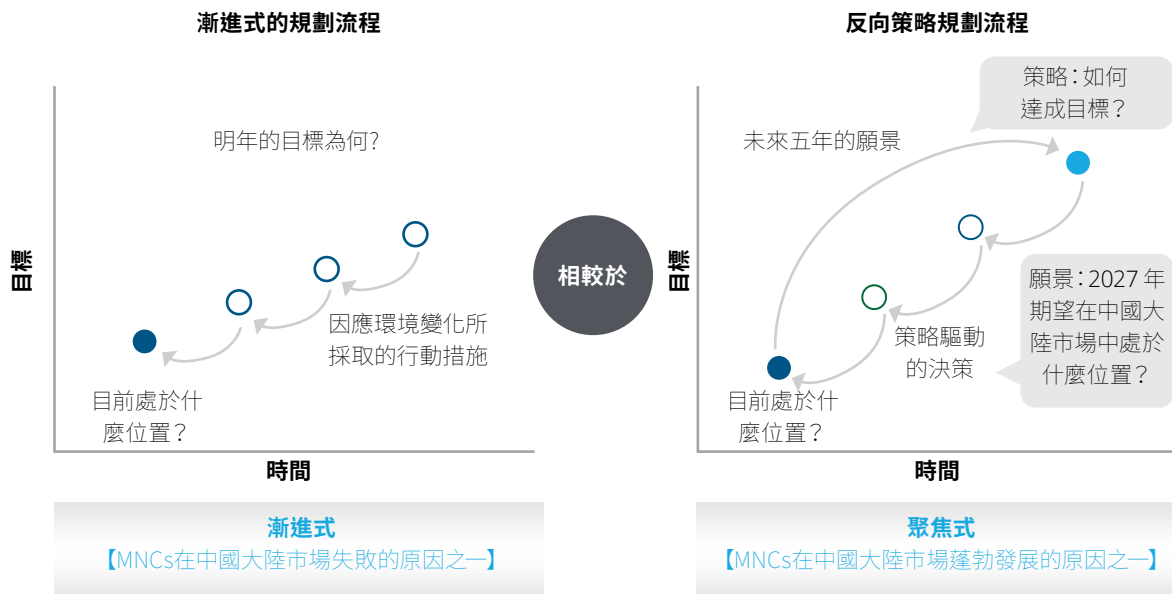 漸進式的規劃流程
明年的目標為何?
因應環境變化所
採取的行動措施
目前處於什
麼位置？
目標
時間
漸進式
【MNCs在中國大陸市場失敗的原因之一】
相較於
反向策略規劃流程
策略：如何
達成目標？
未來五年的願景
願景：2027 年
期望在中國大
陸市場中處於
什麼位置？
策略驅動
的決策
目前處於什
麼位置？
目標
時間
聚焦式
【MNCs在中國大陸市場蓬勃發展的原因之一】